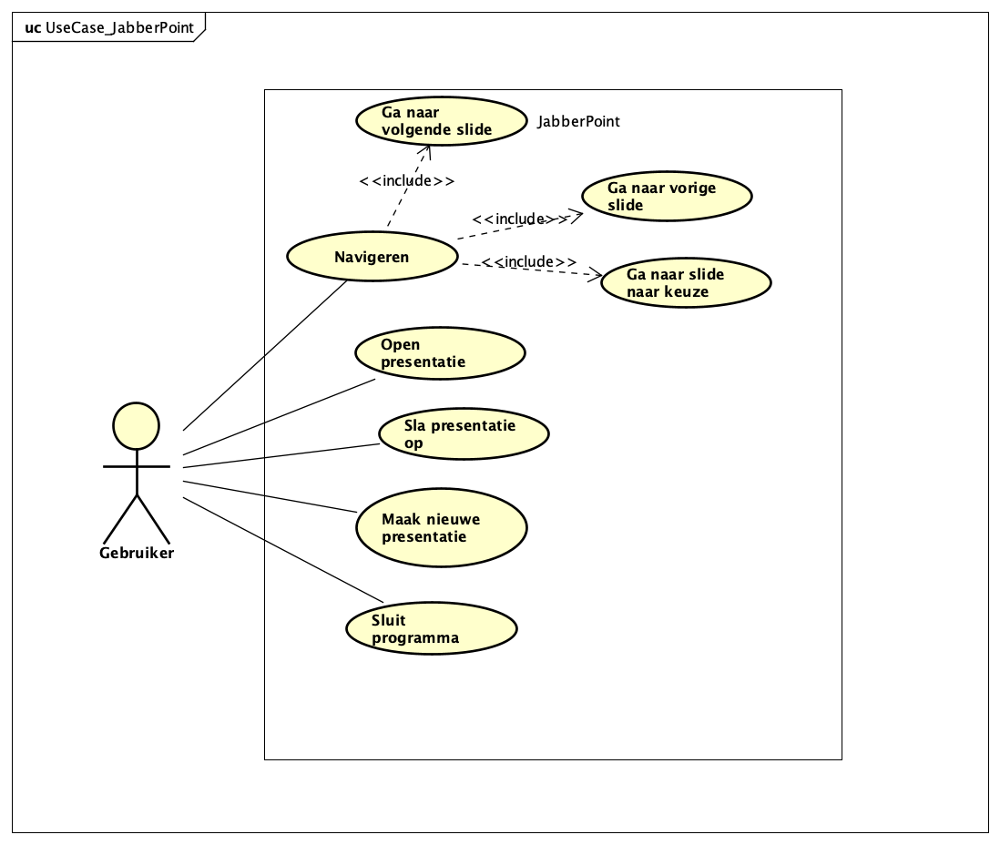 uc UseCase_JabberPoint
Ga naar
volgende slide
JabberPoint
<<include>>
Ga naar vorige
slide
<<include>>
Navigeren
<<include>>
Ga naar slide
naar keuze
Open
presentatie
Sla presentatie
op
Maak nieuwe
presentatie
Gebruiker
Sluit
programma